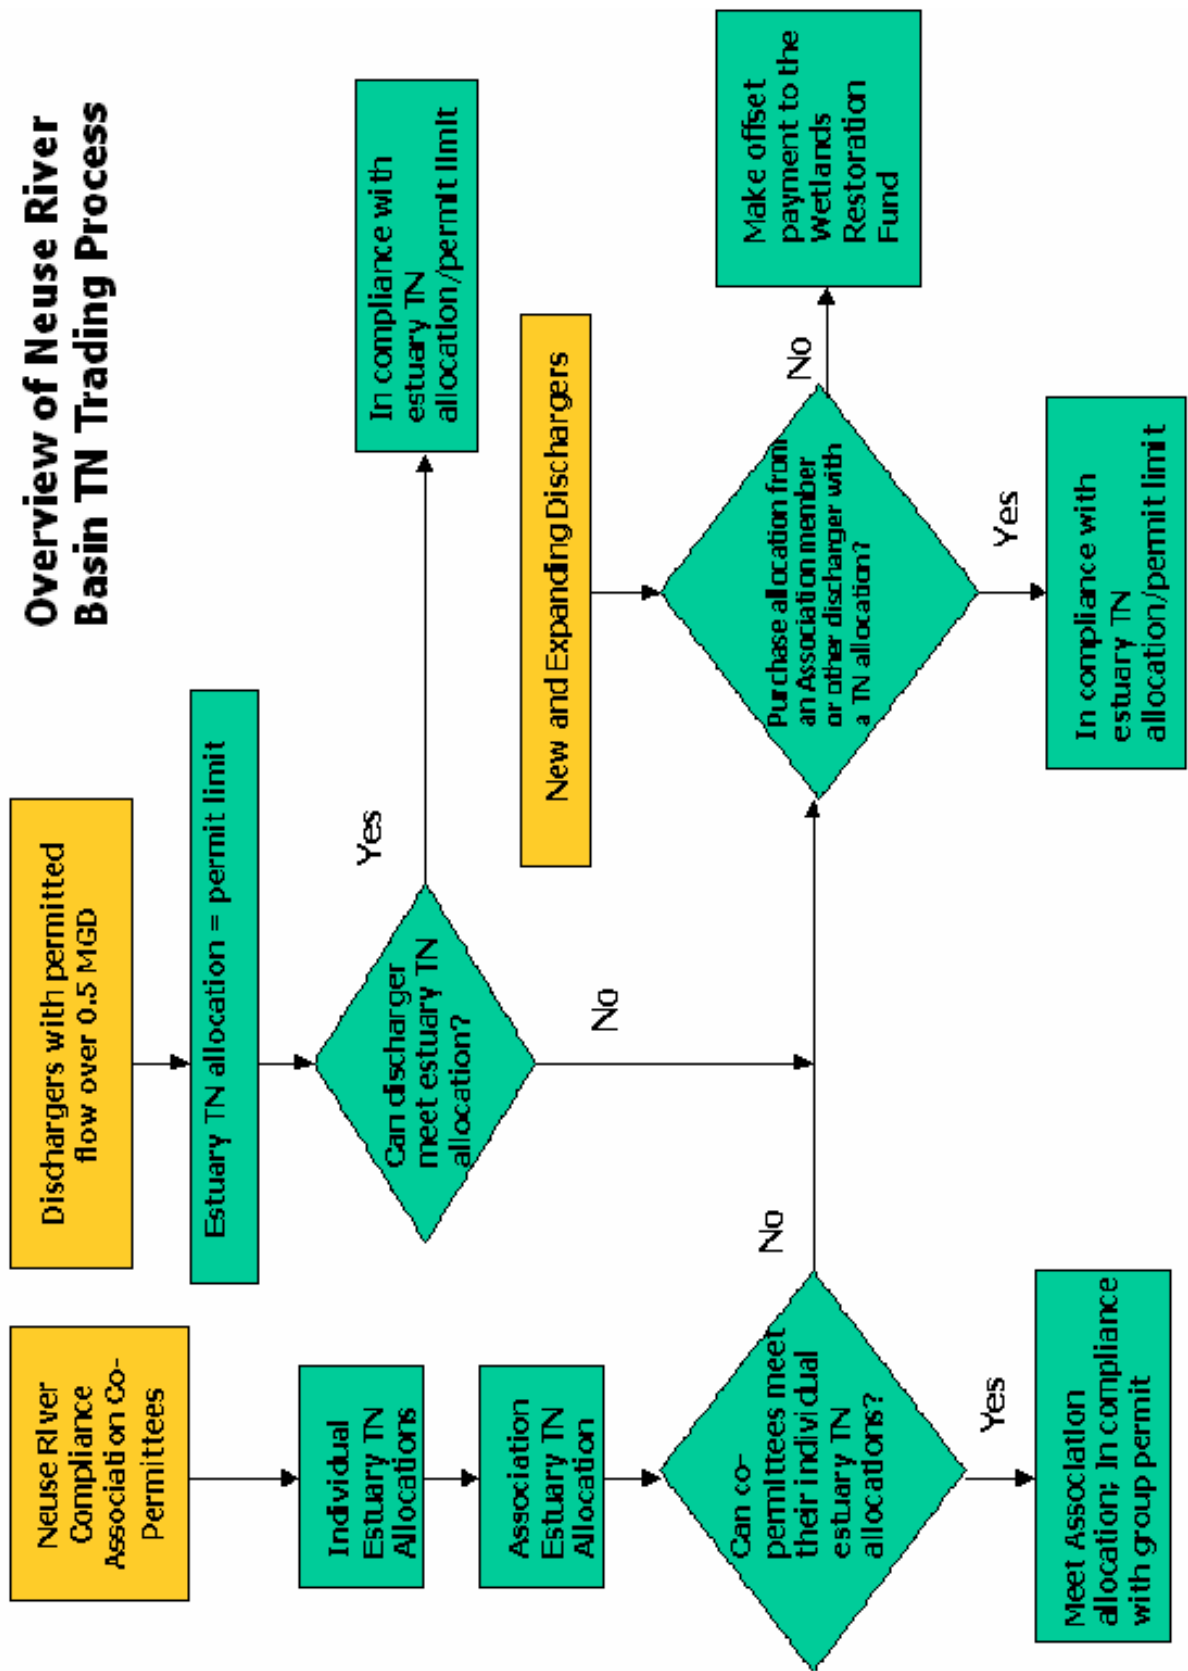 Overview of Neuse River
Basin TN Trading Process
Neuse River
Compliance
Association Co-
Permittees
Individual
Estuary TN
Allocations
Association
Estuary TN
Allocation
Can co-
permittees meet
their individual
estuary TN
allocations?
No
Yes
Meet Association
allocation; In compliance
with group permit
Dischargers with permitted
flow over 0.5 MGD
Estuary TN allocation = permit limit
Can discharger
meet estuary TN
allocation?
Yes
No
In compliance with
estuary TN
allocation/permit limit
New and Expanding Dischargers
Purchase allocation from
an Association member
or other discharger with
a TN allocation?
No
Yes
Make offset
payment to the
Wetlands
Restoration
Fund
In compliance with
estuary TN
allocation/permit limit